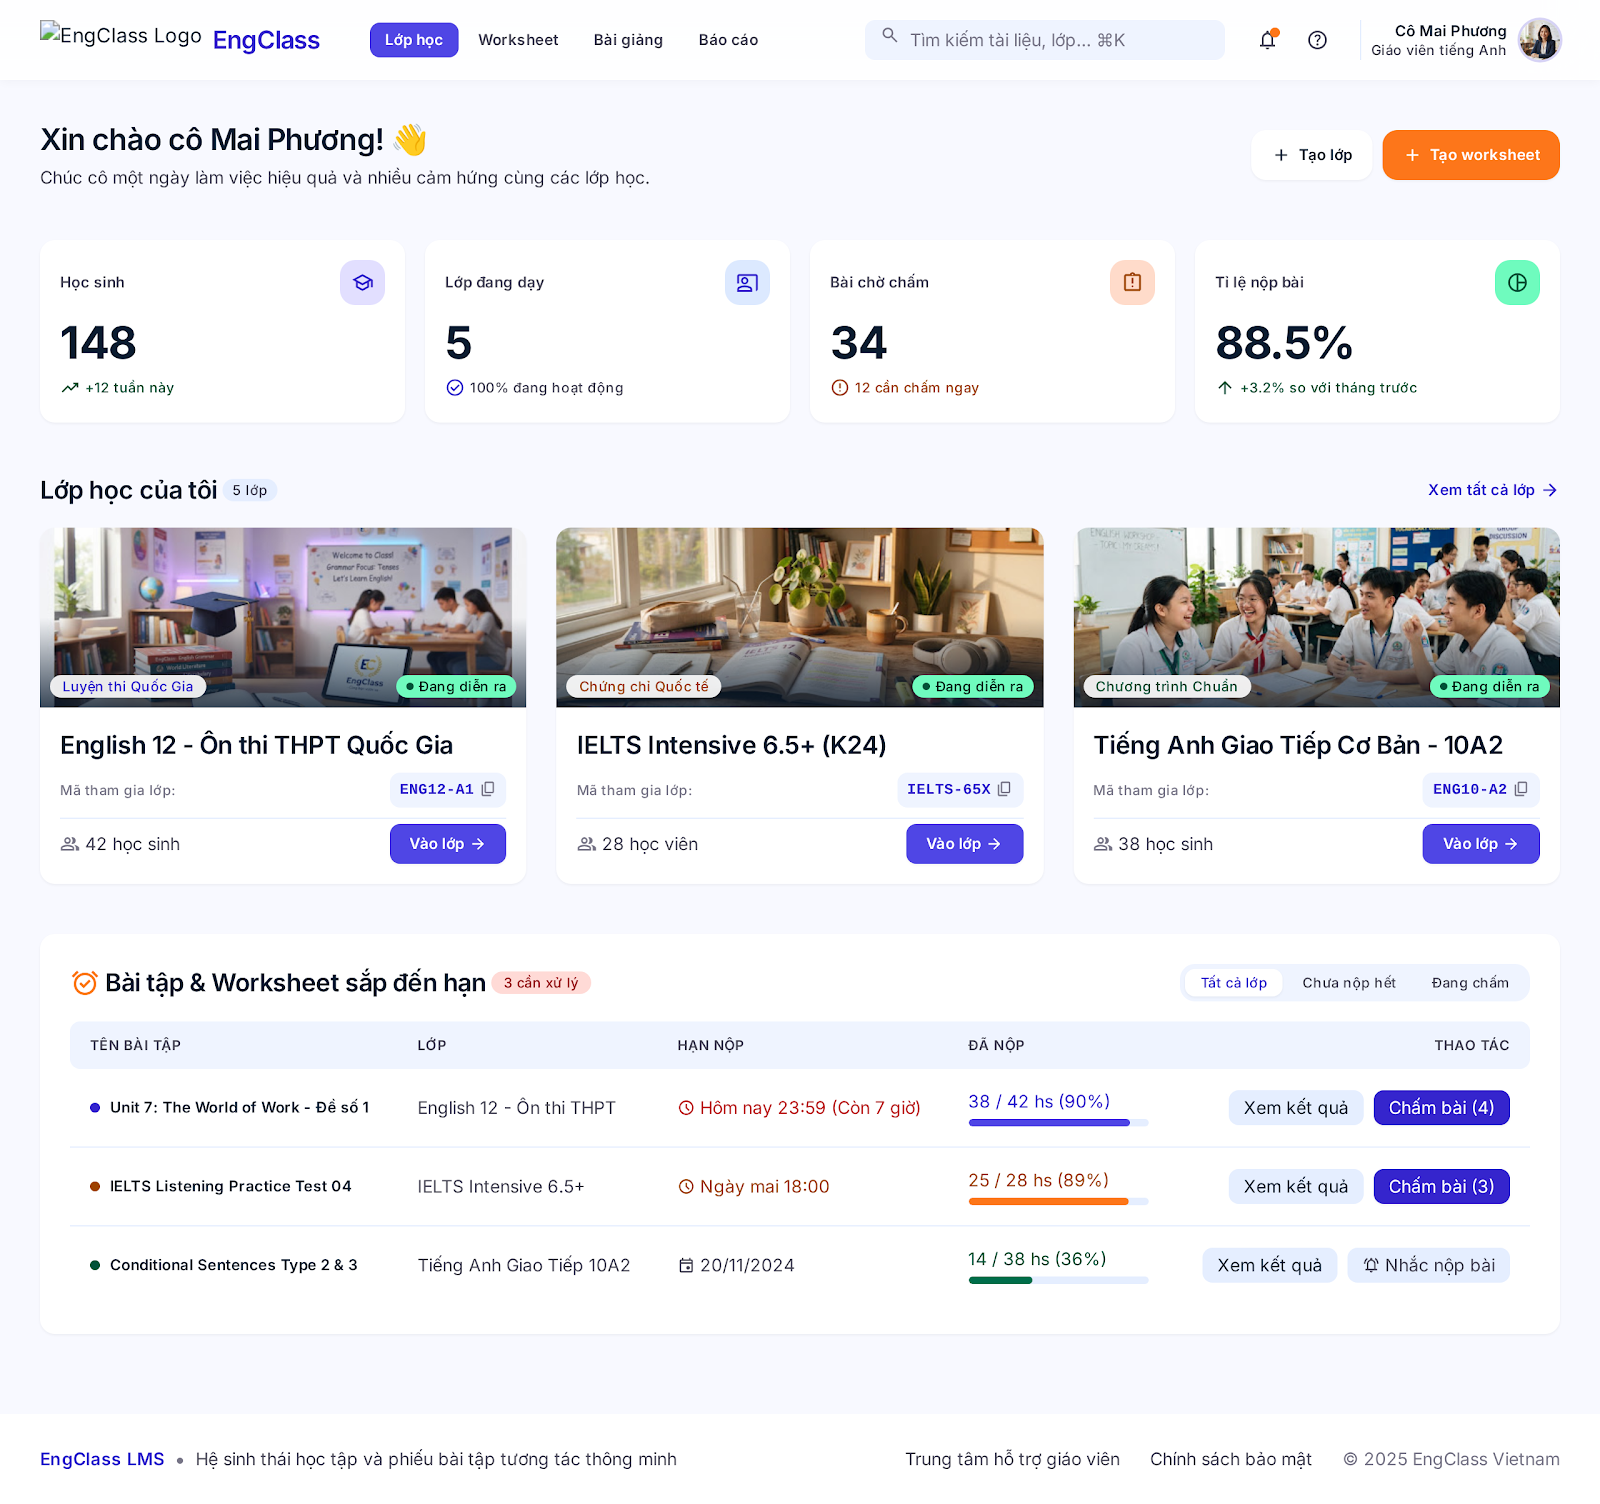 EngClass Logo EngClass Lớp học Worksheet Bài giảng Báo cáo Tìm kiếm tài liệu, lớp... ⌘K Cô Mai Phương
Giáo viên tiếng Anh
Xin chào cô Mai Phương! 👋
Chúc cô một ngày làm việc hiệu quả và nhiều cảm hứng cùng các lớp học.
+ Tạo lớp + Tạo worksheet
Học sinh
148
+12 tuần này
Lớp đang dạy
5
100% đang hoạt động
Bài chờ chấm
34
12 cần chấm ngay
Tỉ lệ nộp bài
88.5%
+3.2% so với tháng trước
Lớp học của tôi 5 lớp Xem tất cả lớp →
Welcome to Class!
Grammar Focus: Tenses
Let's Learn English!
EngClass
Luyện thi Quốc Gia Đang diễn ra
English 12 - Ôn thi THPT Quốc Gia
Mã tham gia lớp: ENG12-A1
42 học sinh Vào lớp →
Chứng chỉ Quốc tế Đang diễn ra
IELTS Intensive 6.5+ (K24)
Mã tham gia lớp: IELTS-65X
28 học viên Vào lớp →
DISCUSSION
Chương trình Chuẩn Đang diễn ra
Tiếng Anh Giao Tiếp Cơ Bản - 10A2
Mã tham gia lớp: ENG10-A2
38 học sinh Vào lớp →
Bài tập & Worksheet sắp đến hạn 3 cần xử lý Tất cả lớp Chưa nộp hết Đang chấm
TÊN BÀI TẬP LỚP HẠN NỘP ĐÃ NỘP THAO TÁC
Unit 7: The World of Work - Đề số 1 English 12 - Ôn thi THPT Hôm nay 23:59 (Còn 7 giờ) 38 / 42 hs (90%) Xem kết quả Chấm bài (4)
IELTS Listening Practice Test 04 IELTS Intensive 6.5+ Ngày mai 18:00 25 / 28 hs (89%) Xem kết quả Chấm bài (3)
Conditional Sentences Type 2 & 3 Tiếng Anh Giao Tiếp 10A2 20/11/2024 14 / 38 hs (36%) Xem kết quả Nhắc nộp bài
EngClass LMS • Hệ sinh thái học tập và phiếu bài tập tương tác thông minh Trung tâm hỗ trợ giáo viên Chính sách bảo mật © 2025 EngClass Vietnam